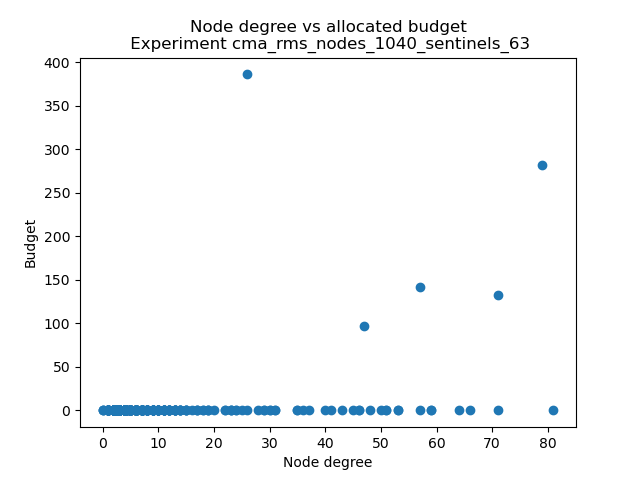 Node degree vs allocated budget
Experiment cma_rms_nodes_1040_sentinels_63
400
350
300
250
200
150
100
50
0
Budget
0 10 20 30 40 50 60 70 80
Node degree